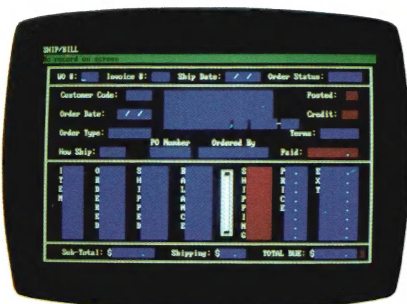 SHIP/BILL
No record on screen
WO #: Invoice #: Ship Date: / / Order Status:
Customer Code: Posted:
Order Date: / / Credit:
Order Type: PO Number Ordered By Terms:
How Ship: Paid:
ITEM ORDERED SHIPPED BALANCE SHIPPING PRICE EXT
Sub-Total: $ . Shipping: $ . TOTAL DUE: $ .